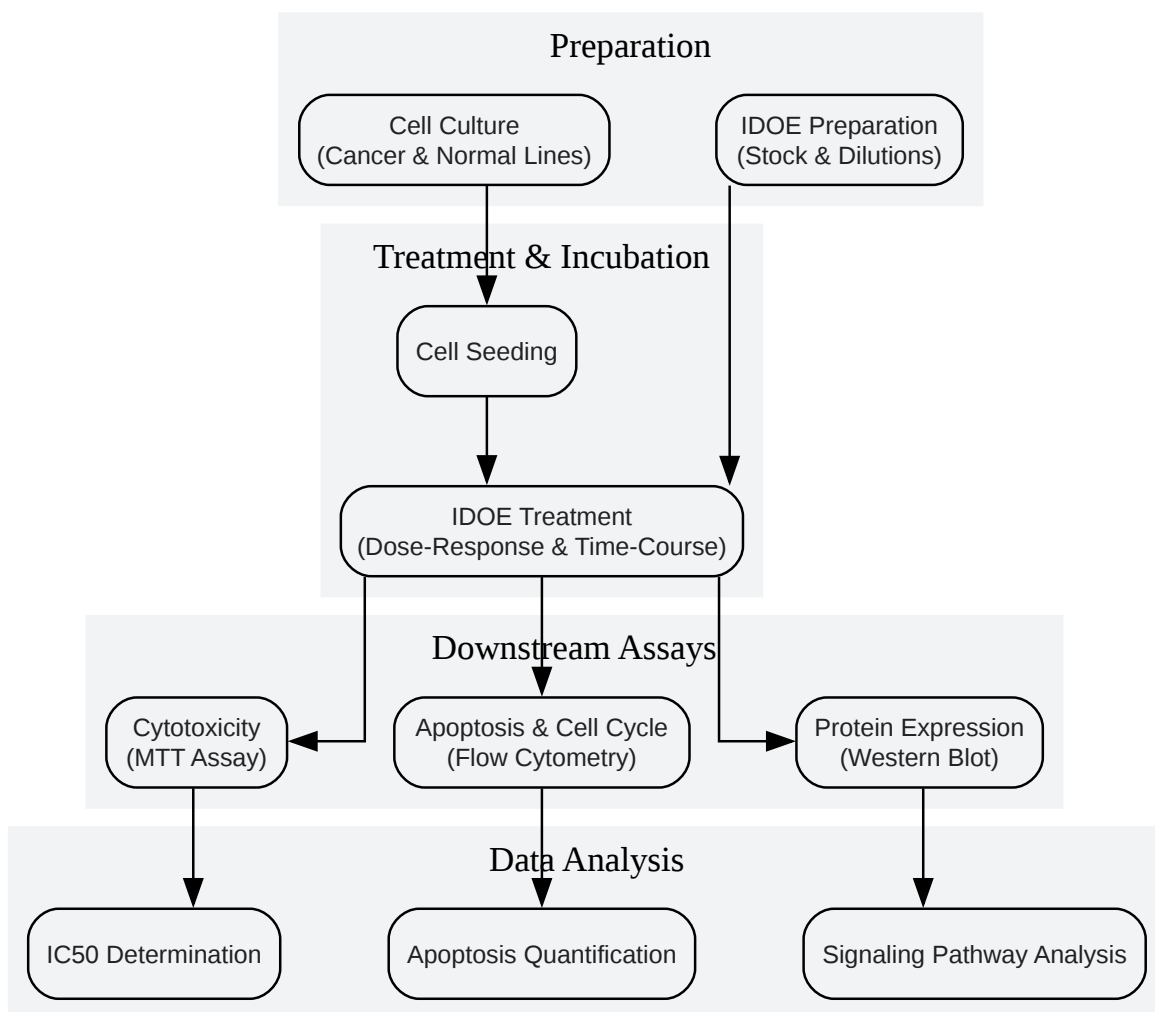 Preparation
Cell Culture
(Cancer & Normal Lines)
IDOE Preparation
(Stock & Dilutions)
Treatment & Incubation
Cell Seeding
IDOE Treatment
(Dose-Response & Time-Course)
Downstream Assays
Cytotoxicity
(MTT Assay)
Apoptosis & Cell Cycle
(Flow Cytometry)
Protein Expression
(Western Blot)
Data Analysis
IC50 Determination
Apoptosis Quantification
Signaling Pathway Analysis